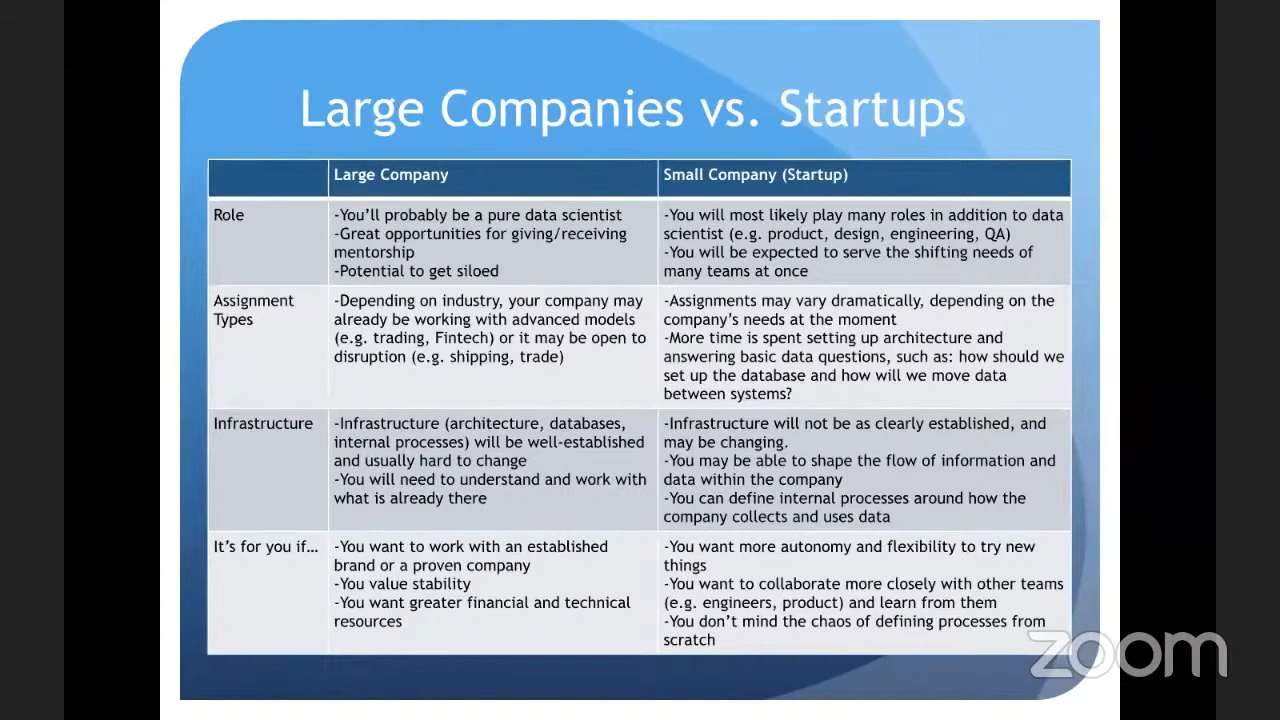 Large Companies vs. Startups
Large Company
Small Company (Startup)
Role
-You'll probably be a pure data scientist
-Great opportunities for giving/receiving
mentorship
-Potential to get siloed
-You will most likely play many roles in addition to data
scientist (e.g. product, design, engineering, QA)
-You will be expected to serve the shifting needs of
many teams at once
Assignment
Types
-Depending on industry, your company may
already be working with advanced models
(e.g. trading, Fintech) or it may be open to
disruption (e.g. shipping, trade)
-Assignments may vary dramatically, depending on the
company's needs at the moment
-More time is spent setting up architecture and
answering basic data questions, such as: how should we
set up the database and how will we move data
between systems?
Infrastructure
-Infrastructure (architecture, databases,
internal processes) will be well-established
and usually hard to change
-You will need to understand and work with
what is already there
-Infrastructure will not be as clearly established, and
may be changing.
-You may be able to shape the flow of information and
data within the company
-You can define internal processes around how the
company collects and uses data
It's for you if…
-You want to work with an established
brand or a proven company
-You value stability
-You want greater financial and technical
resources
-You want more autonomy and flexibility to try new
things
-You want to collaborate more closely with other teams
(e.g. engineers, product) and learn from them
-You don't mind the chaos of defining processes from
scratch
zoom